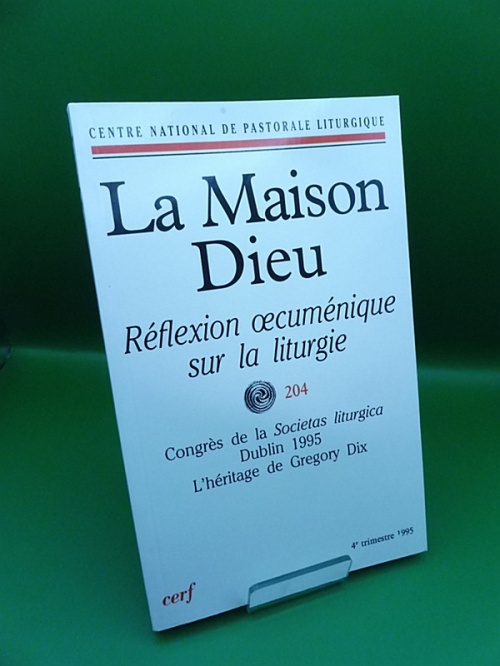 CENTRE NATIONAL DE PASTORALE LITURGIQUE
La Maison
Dieu
Réflexion œcuménique
sur la liturgie
204
Congrès de la Societas liturgica
Dublin 1995
L'héritage de Gregory Dix
4e trimestre 1995
cerf